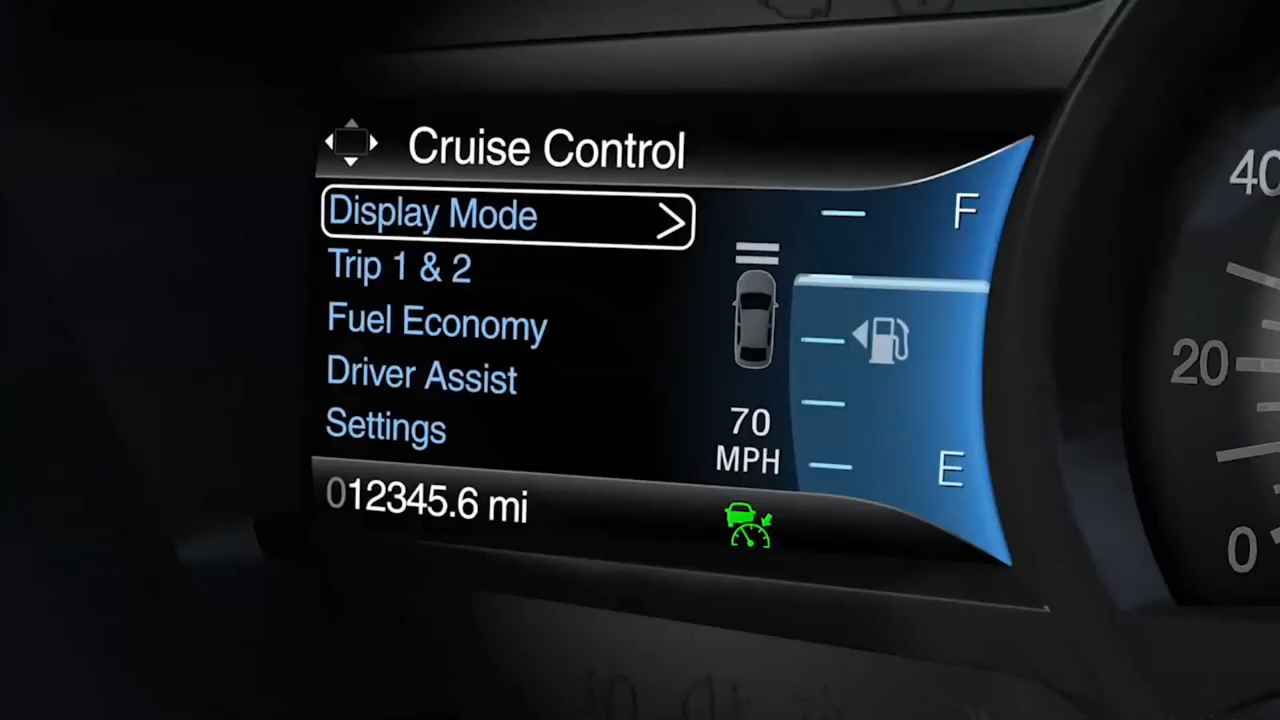 Cruise Control
Display Mode
Trip 1 & 2
Fuel Economy
Driver Assist
Settings
012345.6 mi
70
MPH
F
E
40
20
0